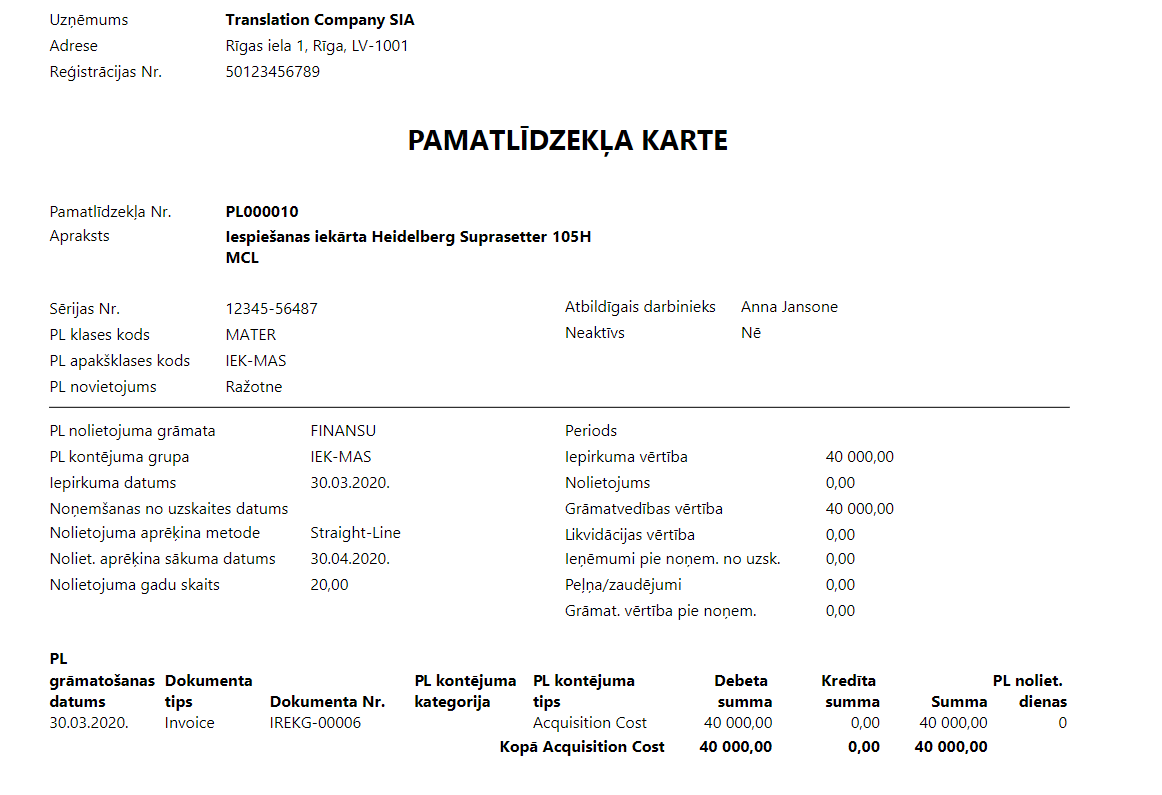 Uzņēmums Translation Company SIA
Adrese Rīgas iela 1, Rīga, LV-1001
Reģistrācijas Nr. 50123456789
PAMATLĪDZEKĻA KARTE
Pamatlīdzekļa Nr. PL000010
Apraksts Iespiešanas iekārta Heidelberg Suprasetter 105H
MCL
Sērijas Nr. 12345-56487 Atbildīgais darbinieks Anna Jansone
PL klases kods MATER Neaktīvs Nē
PL apakšklases kods IEK-MAS
PL novietojums Ražotne
PL nolietojuma grāmata FINANSU Periods
PL kontējuma grupa IEK-MAS Iepirkuma vērtība 40 000,00
Iepirkuma datums 30.03.2020. Nolietojums 0,00
Noņemšanas no uzskaites datums Grāmatvedības vērtība 40 000,00
Nolietojuma aprēķina metode Straight-Line Likvidācijas vērtība 0,00
Noliet. aprēķina sākuma datums 30.04.2020. Ieņēmumi pie noņem. no uzsk. 0,00
Nolietojuma gadu skaits 20,00 Peļņa/zaudējumi 0,00
Grāmat. vērtība pie noņem. 0,00
PL
grāmatošanas Dokumenta PL kontējuma PL kontējuma Debeta Kredīta PL noliet.
datums tips Dokumenta Nr. kategorija tips summa summa Summa dienas
30.03.2020. Invoice IREKG-00006 Acquisition Cost 40 000,00 0,00 40 000,00 0
Kopā Acquisition Cost 40 000,00 0,00 40 000,00